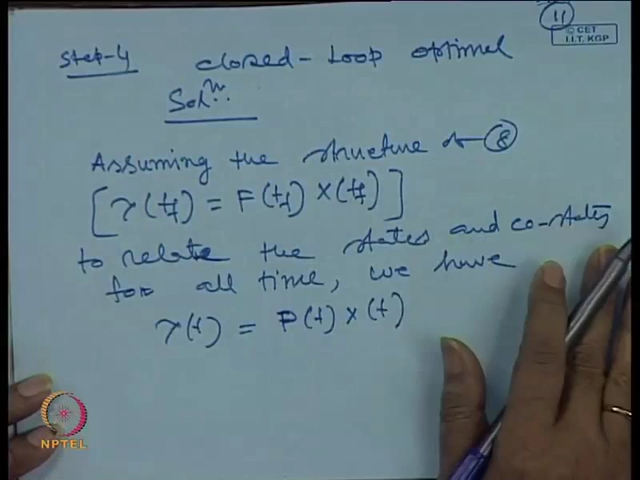 11
© CET
I.I.T. KGP
Step-4 closed-Loop optimal
Soln:.
Assuming the structure of (8)
[λ(tf) = F(tf) x(tf)]
to relate the states and co-states
for all time, we have
λ(t) = P(t) x(t)
NPTEL